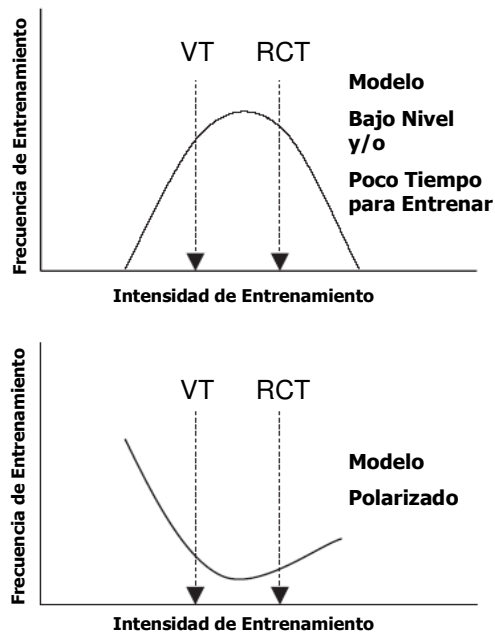 Frecuencia de Entrenamiento
VT
RCT
Modelo
Bajo Nivel
y/o
Poco Tiempo
para Entrenar
Intensidad de Entrenamiento
Frecuencia de Entrenamiento
VT
RCT
Modelo
Polarizado
Intensidad de Entrenamiento